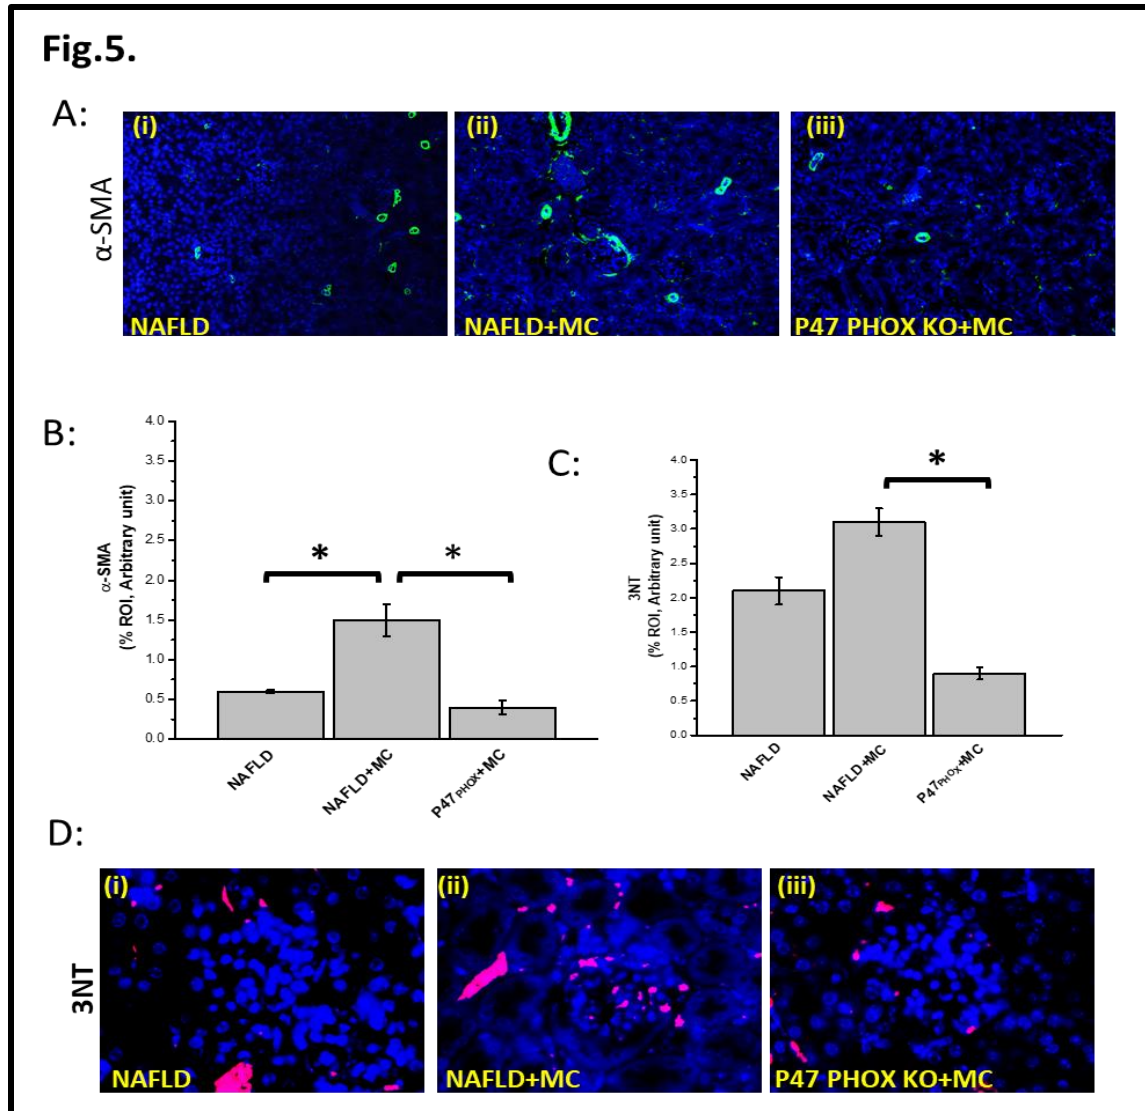 Fig.5.
A:
α-SMA
(i)
NAFLD
(ii)
NAFLD+MC
(iii)
P47 PHOX KO+MC
B:
α-SMA
(% ROI, Arbitrary unit)
4.0
3.5
3.0
2.5
2.0
1.5
1.0
0.5
0.0
*
*
NAFLD
NAFLD+MC
P47PHOX+MC
C:
3NT
(% ROI, Arbitrary unit)
4.0
3.5
3.0
2.5
2.0
1.5
1.0
0.5
0.0
*
NAFLD
NAFLD+MC
P47PHOx+MC
D:
3NT
(i)
NAFLD
(ii)
NAFLD+MC
(iii)
P47 PHOX KO+MC